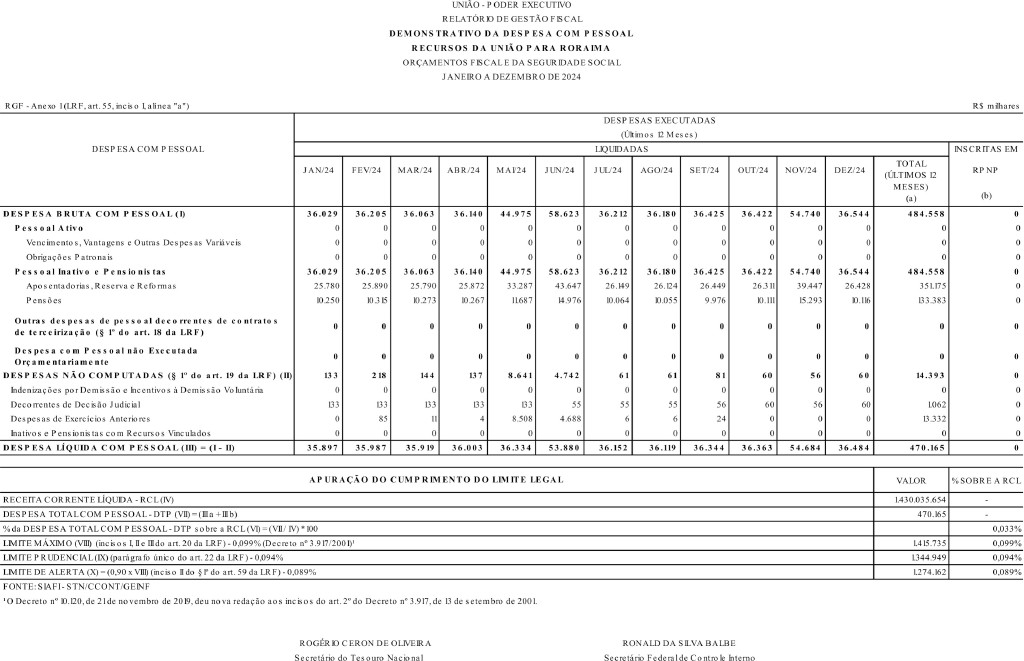 UNIÃO - PODER EXECUTIVO
RELATÓRIO DE GESTÃO FISCAL
DEMONSTRATIVO DA DESPESA COM PESSOAL
RECURSOS DA UNIÃO PARA RORAIMA
ORÇAMENTOS FISCAL E DA SEGURIDADE SOCIAL
JANEIRO A DEZEMBRO DE 2024
RGF - Anexo 1 (LRF, art. 55, inciso I, alínea "a") R$ milhares
DESPESAS EXECUTADAS
(Últimos 12 Meses)
DESPESA COM PESSOAL LIQUIDADAS INSCRITAS EM
JAN/24 FEV/24 MAR/24 ABR/24 MAI/24 JUN/24 JUL/24 AGO/24 SET/24 OUT/24 NOV/24 DEZ/24 TOTAL (ÚLTIMOS 12 MESES) (a) RP NP (b)
DESPESA BRUTA COM PESSOAL (I) 36.029 36.205 36.063 36.140 44.975 58.623 36.212 36.180 36.425 36.422 54.740 36.544 484.558 0
Pessoal Ativo 0 0 0 0 0 0 0 0 0 0 0 0 0 0
Vencimentos, Vantagens e Outras Despesas Variáveis 0 0 0 0 0 0 0 0 0 0 0 0 0 0
Obrigações Patronais 0 0 0 0 0 0 0 0 0 0 0 0 0 0
Pessoal Inativo e Pensionistas 36.029 36.205 36.063 36.140 44.975 58.623 36.212 36.180 36.425 36.422 54.740 36.544 484.558 0
Aposentadorias, Reserva e Reformas 25.780 25.890 25.790 25.872 33.287 43.647 26.149 26.124 26.449 26.311 39.447 26.428 351.175 0
Pensões 10.250 10.315 10.273 10.267 11.687 14.976 10.064 10.055 9.976 10.111 15.293 10.116 133.383 0
Outras despesas de pessoal decorrentes de contratos
de terceirização (§ 1º do art. 18 da LRF) 0 0 0 0 0 0 0 0 0 0 0 0 0 0
Despesa com Pessoal não Executada
Orçamentariamente 0 0 0 0 0 0 0 0 0 0 0 0 0 0
DESPESAS NÃO COMPUTADAS (§ 1º do art. 19 da LRF) (II) 133 218 144 137 8.641 4.742 61 61 81 60 56 60 14.393 0
Indenizações por Demissão e Incentivos à Demissão Voluntária 0 0 0 0 0 0 0 0 0 0 0 0 0 0
Decorrentes de Decisão Judicial 133 133 133 133 133 55 55 55 56 60 56 60 1.062 0
Despesas de Exercícios Anteriores 0 85 11 4 8.508 4.688 6 6 24 0 0 0 13.332 0
Inativos e Pensionistas com Recursos Vinculados 0 0 0 0 0 0 0 0 0 0 0 0 0 0
DESPESA LÍQUIDA COM PESSOAL (III) = (I - II) 35.897 35.987 35.919 36.003 36.334 53.880 36.152 36.119 36.344 36.363 54.684 36.484 470.165 0
APURAÇÃO DO CUMPRIMENTO DO LIMITE LEGAL VALOR % SOBRE A RCL
RECEITA CORRENTE LÍQUIDA - RCL (IV) 1.430.035.654 -
DESPESA TOTAL COM PESSOAL - DTP (VII) = (III a + III b) 470.165 -
% da DESPESA TOTAL COM PESSOAL - DTP sobre a RCL (VI) = (VII / IV) * 100 0,033%
LIMITE MÁXIMO (VIII) (incisos I, II e III do art. 20 da LRF) - 0,099% (Decreto nº 3.917/2001)¹ 1.415.735 0,099%
LIMITE PRUDENCIAL (IX) (parágrafo único do art. 22 da LRF) - 0,094% 1.344.949 0,094%
LIMITE DE ALERTA (X) = (0,90 x VIII) (inciso II do § 1º do art. 59 da LRF) - 0,089% 1.274.162 0,089%
FONTE: SIAFI - STN/CCONT/GEINF
¹ O Decreto nº 10.120, de 21 de novembro de 2019, deu nova redação aos incisos do art. 2º do Decreto nº 3.917, de 13 de setembro de 2001.
ROGÉRIO CERON DE OLIVEIRA RONALD DA SILVA BALBE
Secretário do Tesouro Nacional Secretário Federal de Controle Interno